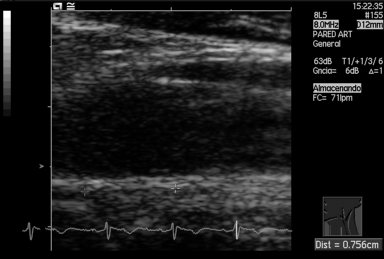 15.22.35
8L5 #155
8.0MHz D12mm
PARED ART
General
63dB T1/+1/3/ 6
Gncia= 6dB Δ=1
Almacenando
FC= 71lpm
Dist = 0.756cm